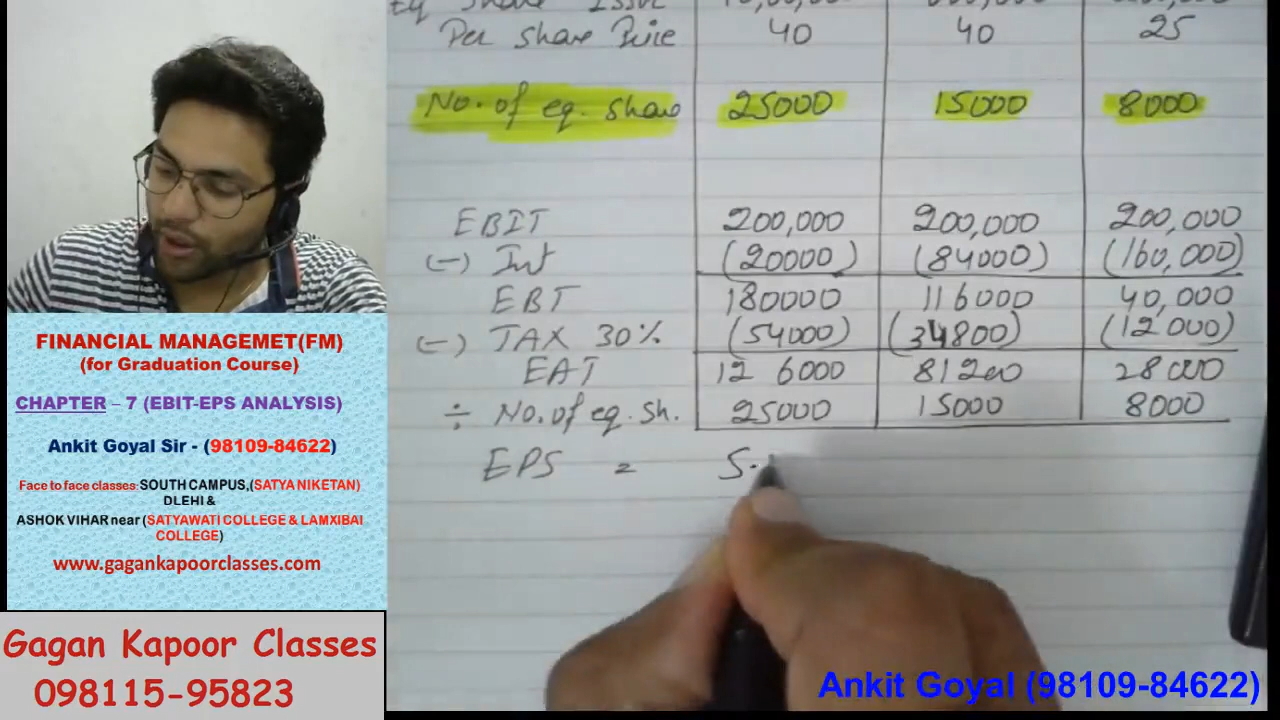 FINANCIAL MANAGEMET(FM)
(for Graduation Course)
CHAPTER – 7 (EBIT-EPS ANALYSIS)
Ankit Goyal Sir - (98109-84622)
Face to face classes: SOUTH CAMPUS,(SATYA NIKETAN)
DLEHI &
ASHOK VIHAR near (SATYAWATI COLLEGE & LAMXIBAI
COLLEGE)
www.gagankapoorclasses.com
Gagan Kapoor Classes
098115-95823
Eq Share Issue
Per Share Price 40 40 25
No. of eq. share 25000 15000 8000
EBIT 200,000 200,000 200,000
(-) Int (20000) (84000) (160,000)
EBT 180000 116000 40,000
(-) TAX 30% (54000) (34800) (12000)
EAT 126000 81200 28000
÷ No. of eq. sh. 25000 15000 8000
EPS = 5.
Ankit Goyal (98109-84622)